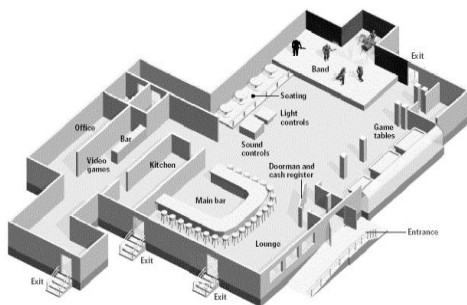 Exit
Band
Seating
Light
controls
Sound
controls
Game
tables
Office
Bar
Video
games
Kitchen
Doorman and
cash register
Main bar
Lounge
Entrance
Exit
Exit
Exit